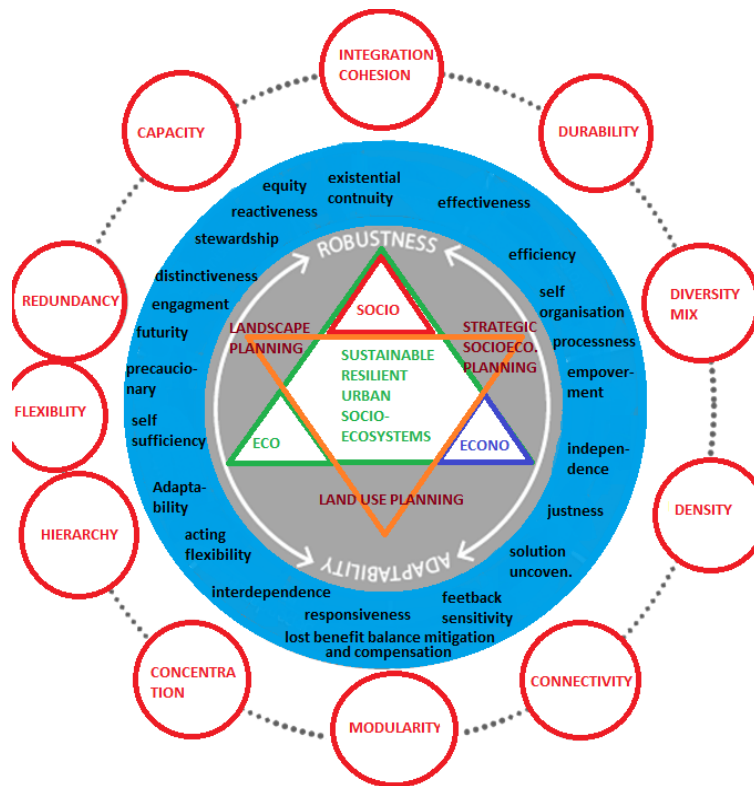 INTEGRATION
COHESION
CAPACITY
DURABILITY
REDUNDANCY
DIVERSITY
MIX
FLEXIBLITY
HIERARCHY
DENSITY
CONCENTRA
TION
CONNECTIVITY
MODULARITY
equity
existential
contnuity
effectiveness
reactiveness
stewardship
efficiency
distinctiveness
self
organisation
engagment
futurity
processness
precaucio-
nary
empover-
ment
self
sufficiency
indepen-
dence
Adapta-
bility
justness
acting
flexibility
solution
uncoven.
interdependence
responsiveness
feetback
sensitivity
lost benefit balance mitigation
and compensation
ROBUSTNESS
SOCIO
LANDSCAPE
PLANNING
STRATEGIC
SOCIOECO.
PLANNING
SUSTAINABLE
RESILIENT
URBAN
SOCIO-
ECOSYSTEMS
ECO
ECONO
LAND USE PLANNING
ADAPTABILITY